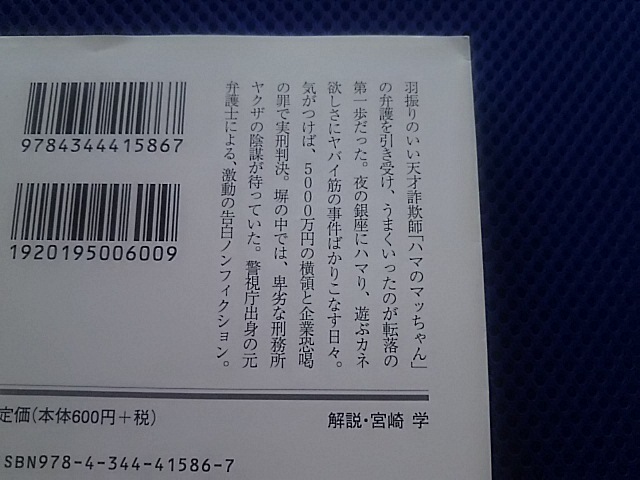 羽振りのいい天才詐欺師「ハマのマッちゃん」
の弁護を引き受け、うまくいったのが転落の
第一歩だった。夜の銀座にハマり、遊ぶカネ
欲しさにヤバイ筋の事件ばかりこなす日々。
気がつけば、5000万円の横領と企業恐喝
の罪で実刑判決。塀の中では、卑劣な刑務所
ヤクザの陰謀が待っていた。警視庁出身の元
弁護士による、激動の告白ノンフィクション。
9784344415867
1920195006009
定価(本体600円+税)
解説・宮崎 学
ISBN978-4-344-41586-7